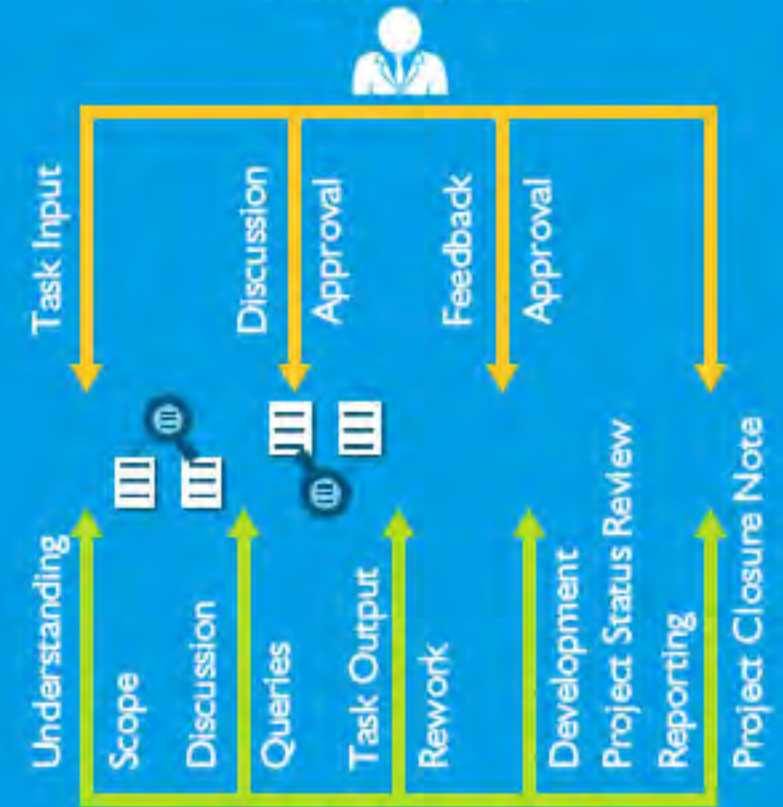 Task Input
Discussion
Approval
Feedback
Approval
Understanding
Scope
Discussion
Queries
Task Output
Rework
Development
Project Status Review
Reporting
Project Closure Note